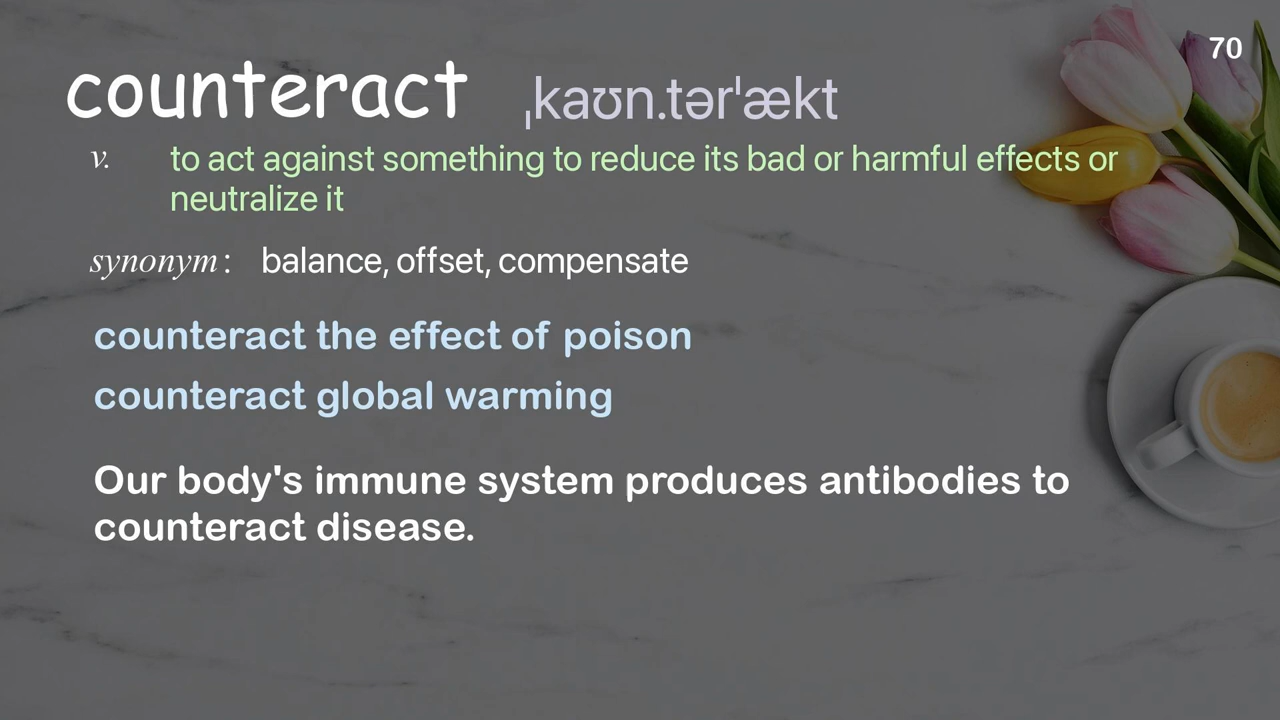 70
counteract ˌkaʊn.tərˈækt
v. to act against something to reduce its bad or harmful effects or
neutralize it
synonym: balance, offset, compensate
counteract the effect of poison
counteract global warming
Our body's immune system produces antibodies to
counteract disease.